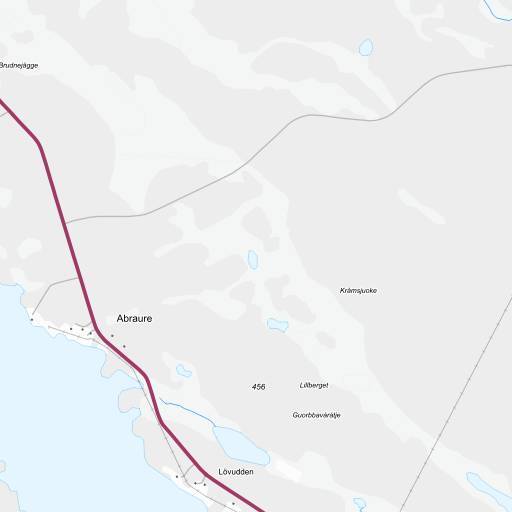 Brudnejägge
Kråmsjuoke
Abraure
456
Lillberget
Guorbbavárátje
Lövudden